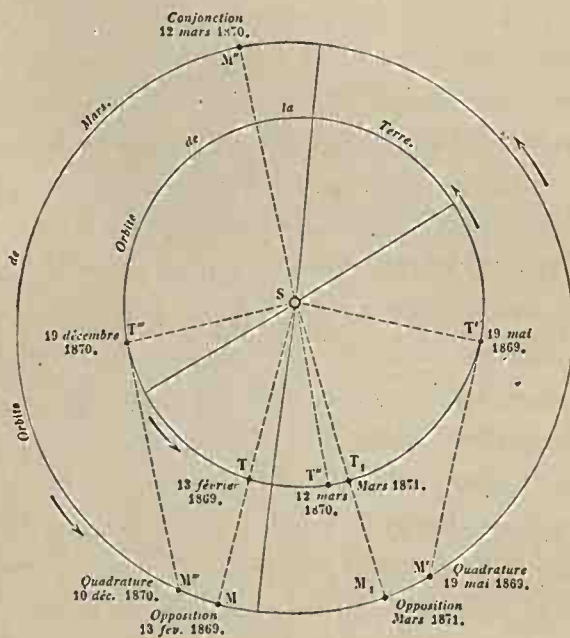 Conjonction
12 mars 1870.
M"
Mars.
de
Orbite
la
de
Orbite
Terre.
S
19 décembre
1870.
T'"
T'
19 mai
1869.
T
13 février
1869.
T"
12 mars
1870.
T₁
Mars 1871.
Quadrature
10 déc. 1870.
M'"
M
Opposition
13 fev. 1869.
M₁
Opposition
Mars 1871.
M'
Quadrature
19 mai 1869.